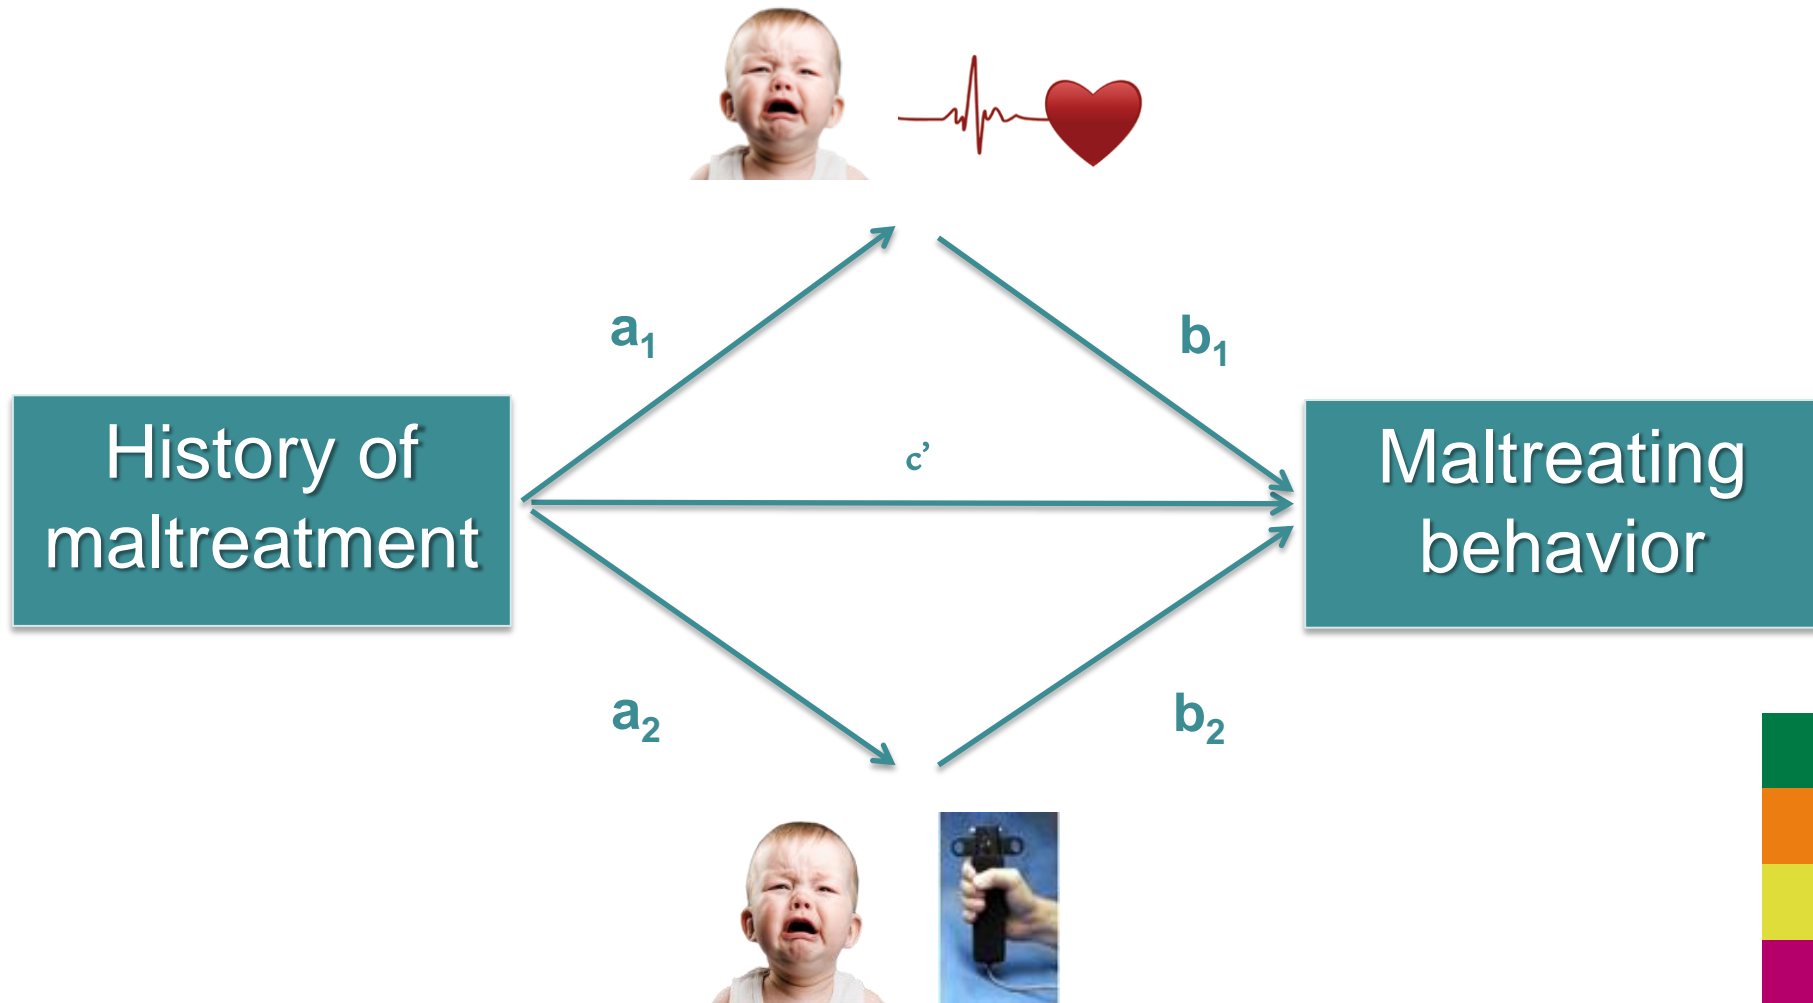 a₁
b₁
History of
maltreatment
c’
Maltreating
behavior
a₂
b₂